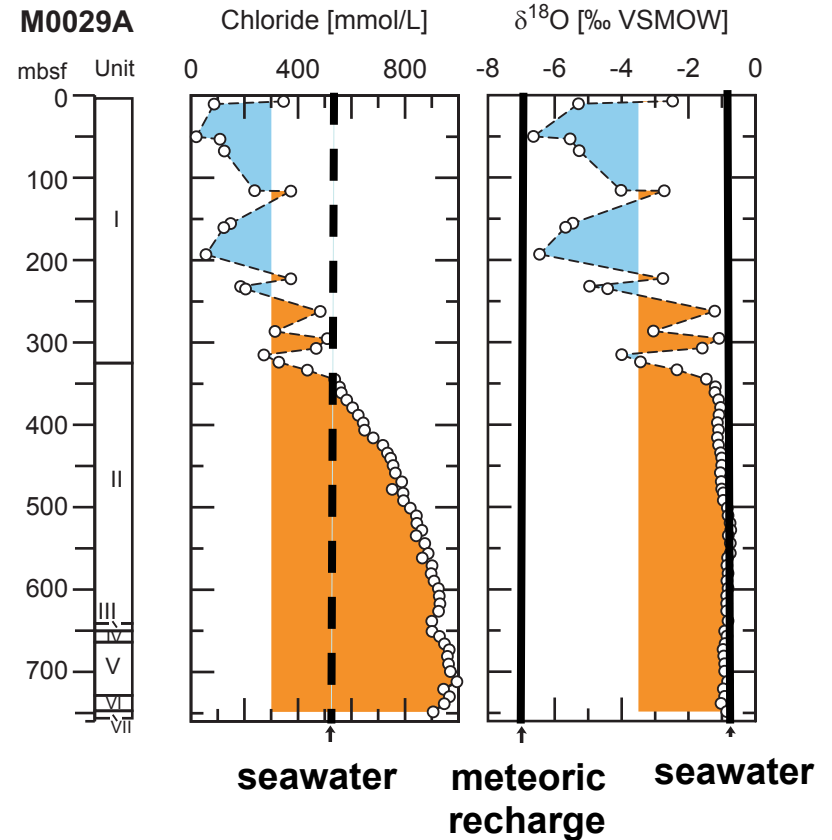 M0029A
Chloride [mmol/L]
δ18O [‰ VSMOW]
mbsf Unit
0 400 800
-8 -6 -4 -2 0
0
100
200
300
400
500
600
700
I
II
III
IV
V
VI
VII
seawater
meteoric
recharge
seawater